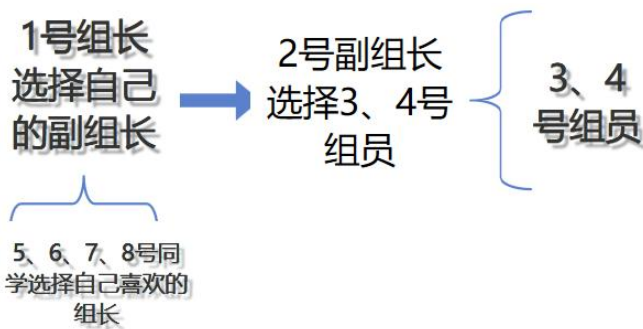 1号组长
选择自己
的副组长
2号副组长
选择3、4号
组员
3、4
号组员
5、6、7、8号同
学选择自己喜欢的
组长